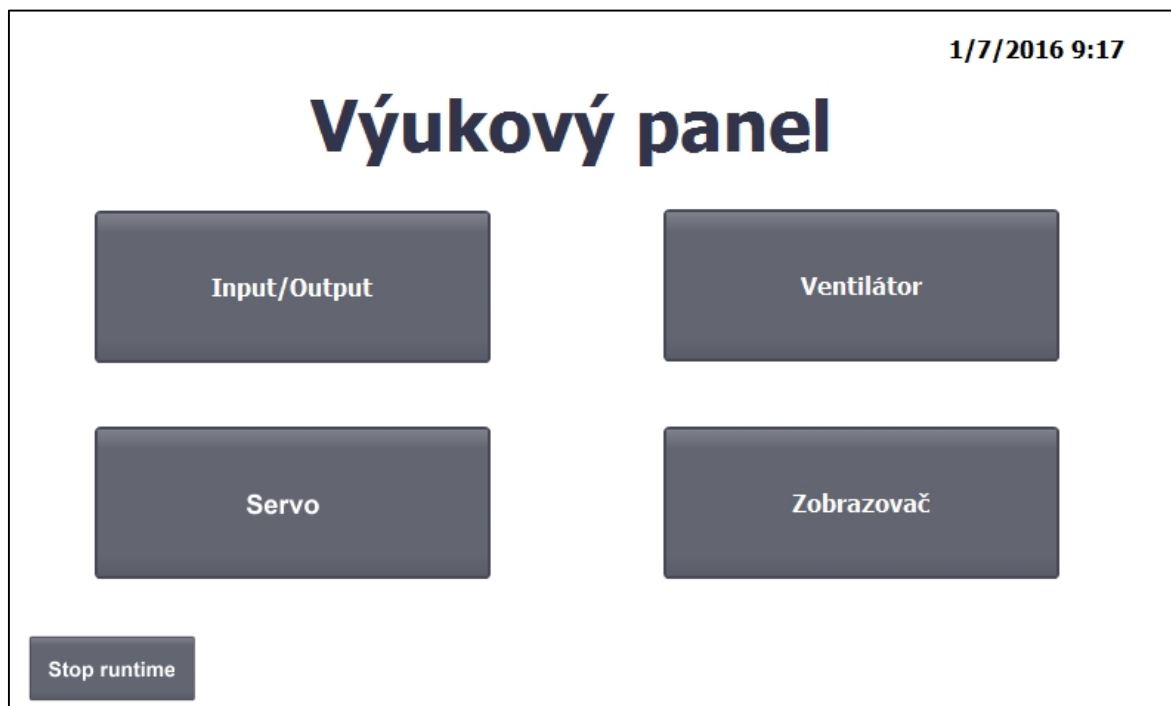 1/7/2016 9:17
Výukový panel
Input/Output
Ventilátor
Servo
Zobrazovač
Stop runtime